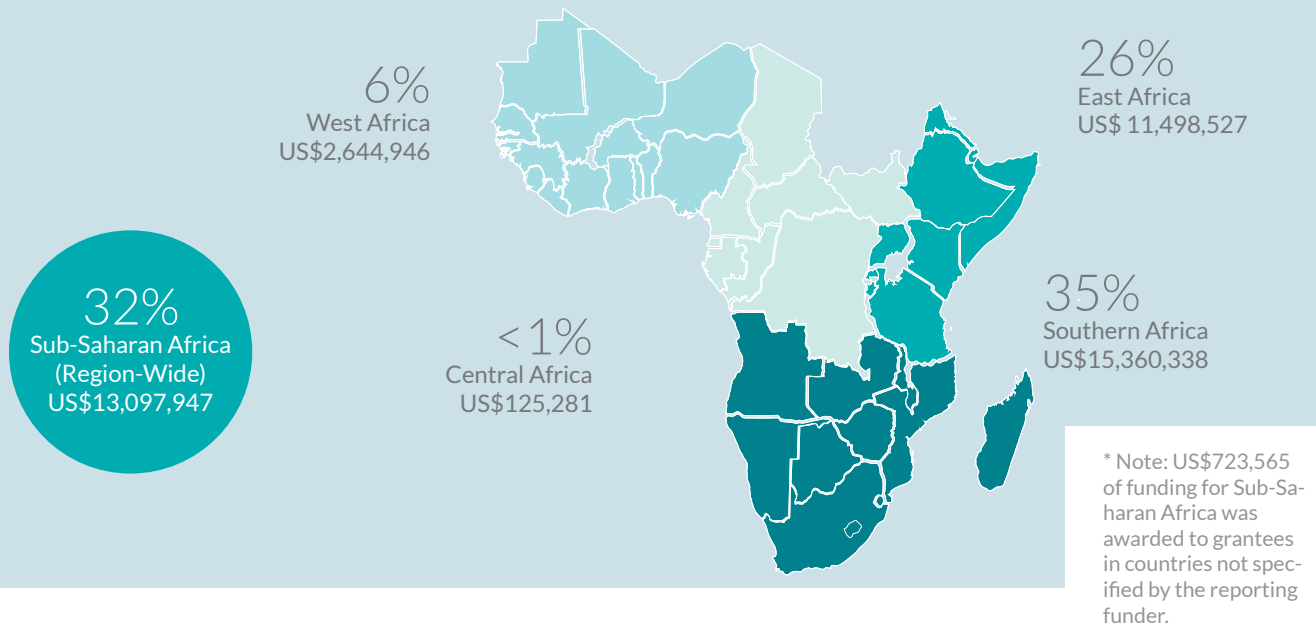 6%
West Africa
US$2,644,946
26%
East Africa
US$ 11,498,527
32%
Sub-Saharan Africa
(Region-Wide)
US$13,097,947
<1%
Central Africa
US$125,281
35%
Southern Africa
US$15,360,338
* Note: US$723,565
of funding for Sub-Sa-
haran Africa was
awarded to grantees
in countries not spec-
ified by the reporting
funder.